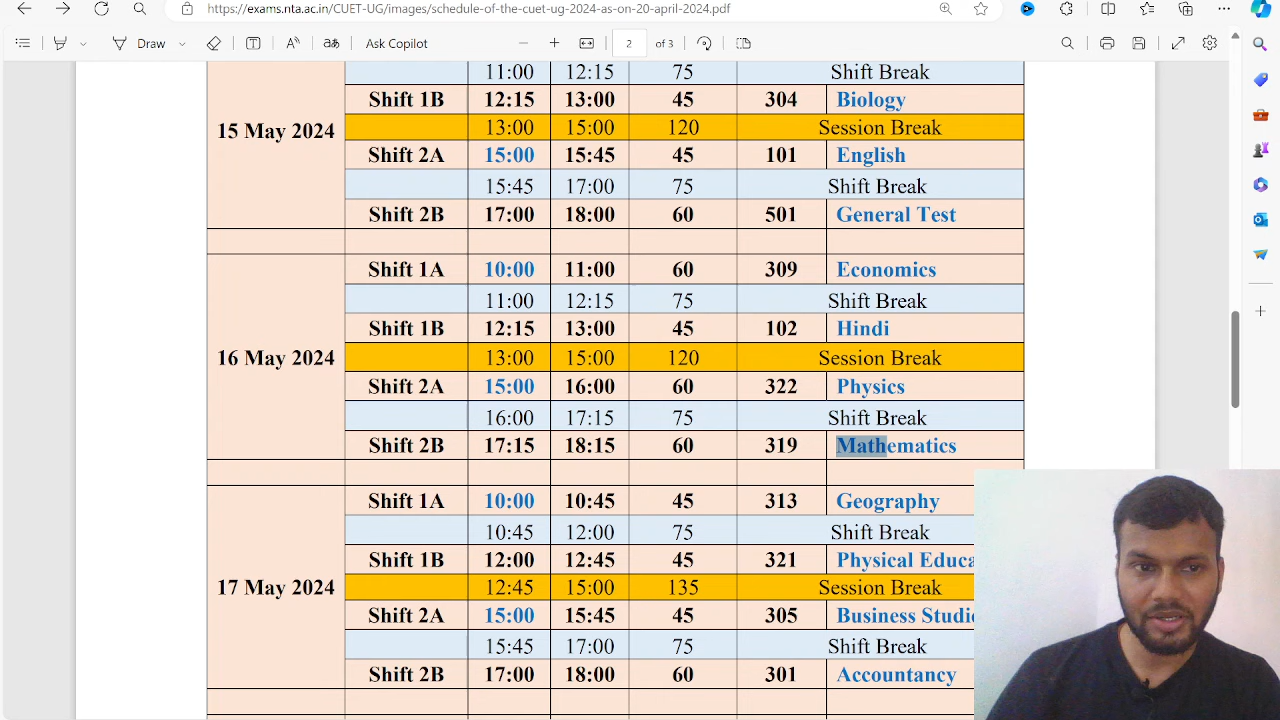 https://exams.nta.ac.in/CUET-UG/images/schedule-of-the-cuet-ug-2024-as-on-20-april-2024.pdf
Draw
aあ
Ask Copilot
2 of 3
11:00 12:15 75 Shift Break
Shift 1B 12:15 13:00 45 304 Biology
15 May 2024
13:00 15:00 120 Session Break
Shift 2A 15:00 15:45 45 101 English
15:45 17:00 75 Shift Break
Shift 2B 17:00 18:00 60 501 General Test
Shift 1A 10:00 11:00 60 309 Economics
11:00 12:15 75 Shift Break
Shift 1B 12:15 13:00 45 102 Hindi
16 May 2024 13:00 15:00 120 Session Break
Shift 2A 15:00 16:00 60 322 Physics
16:00 17:15 75 Shift Break
Shift 2B 17:15 18:15 60 319 Mathematics
Shift 1A 10:00 10:45 45 313 Geography
10:45 12:00 75 Shift Break
Shift 1B 12:00 12:45 45 321 Physical Educa
17 May 2024 12:45 15:00 135 Session Break
Shift 2A 15:00 15:45 45 305 Business Studie
15:45 17:00 75 Shift Break
Shift 2B 17:00 18:00 60 301 Accountancy